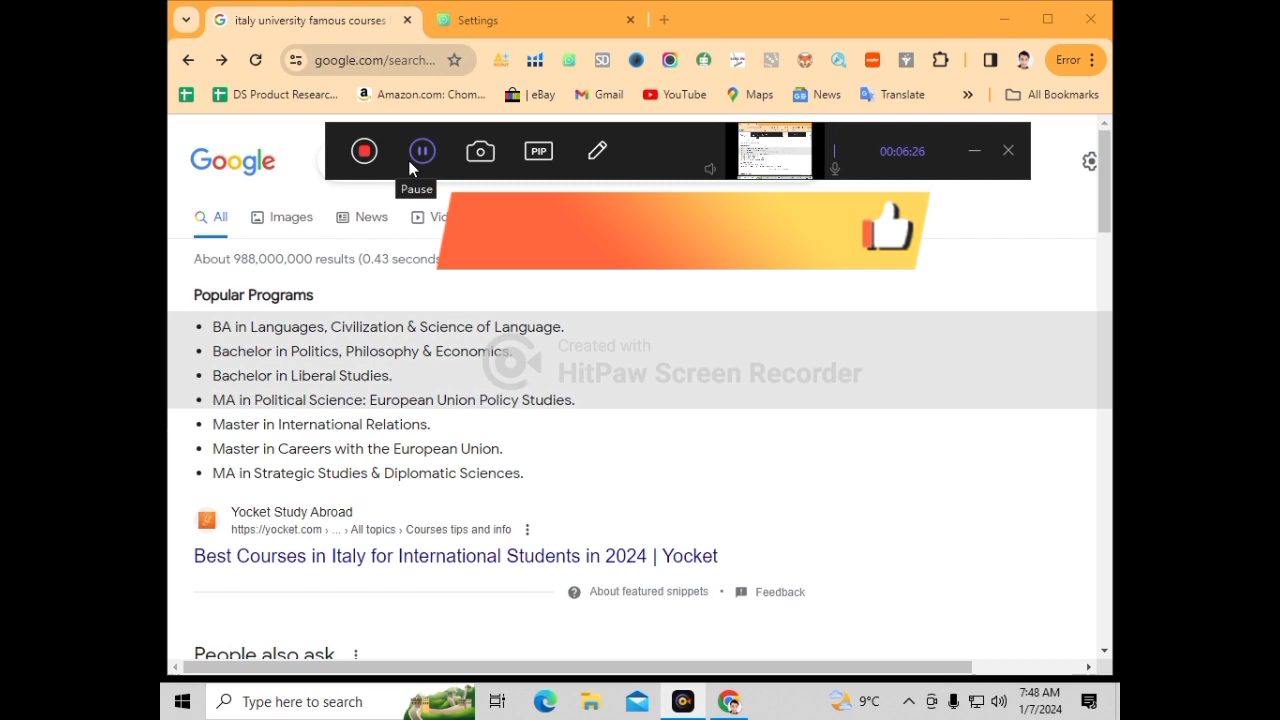 italy university famous courses
Settings
google.com/search...
Error
DS Product Researc...
Amazon.com: Chom...
| eBay
Gmail
YouTube
Maps
News
Translate
»
All Bookmarks
Google
PIP
00:06:26
Pause
All
Images
News
Vid
About 988,000,000 results (0.43 seconds
Popular Programs
• BA in Languages, Civilization & Science of Language.
• Bachelor in Politics, Philosophy & Economics.
• Bachelor in Liberal Studies.
• MA in Political Science: European Union Policy Studies.
• Master in International Relations.
• Master in Careers with the European Union.
• MA in Strategic Studies & Diplomatic Sciences.
Created with
HitPaw Screen Recorder
Yocket Study Abroad
https://yocket.com › ... › All topics › Courses tips and info
Best Courses in Italy for International Students in 2024 | Yocket
About featured snippets • Feedback
People also ask
Type here to search
9°C
7:48 AM
1/7/2024